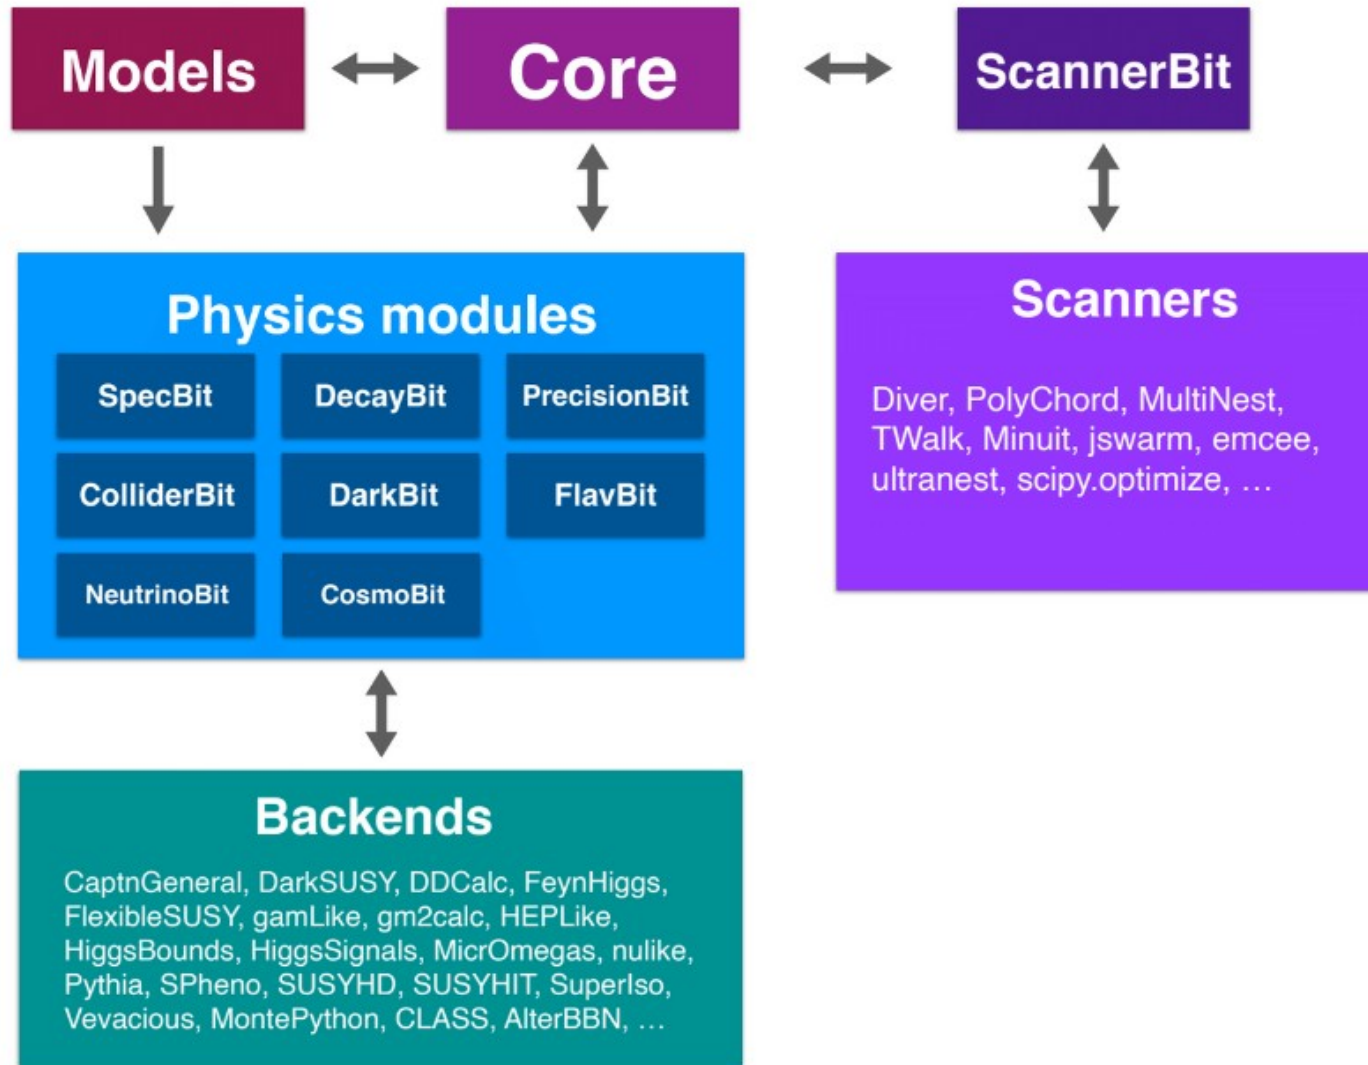 Models
Core
ScannerBit
Physics modules
SpecBit
DecayBit
PrecisionBit
ColliderBit
DarkBit
FlavBit
NeutrinoBit
CosmoBit
Scanners
Diver, PolyChord, MultiNest,
TWalk, Minuit, jswarm, emcee,
ultranest, scipy.optimize, …
Backends
CaptnGeneral, DarkSUSY, DDCalc, FeynHiggs,
FlexibleSUSY, gamLike, gm2calc, HEPLike,
HiggsBounds, HiggsSignals, MicrOmegas, nulike,
Pythia, SPheno, SUSYHD, SUSYHIT, SuperIso,
Vevacious, MontePython, CLASS, AlterBBN, …